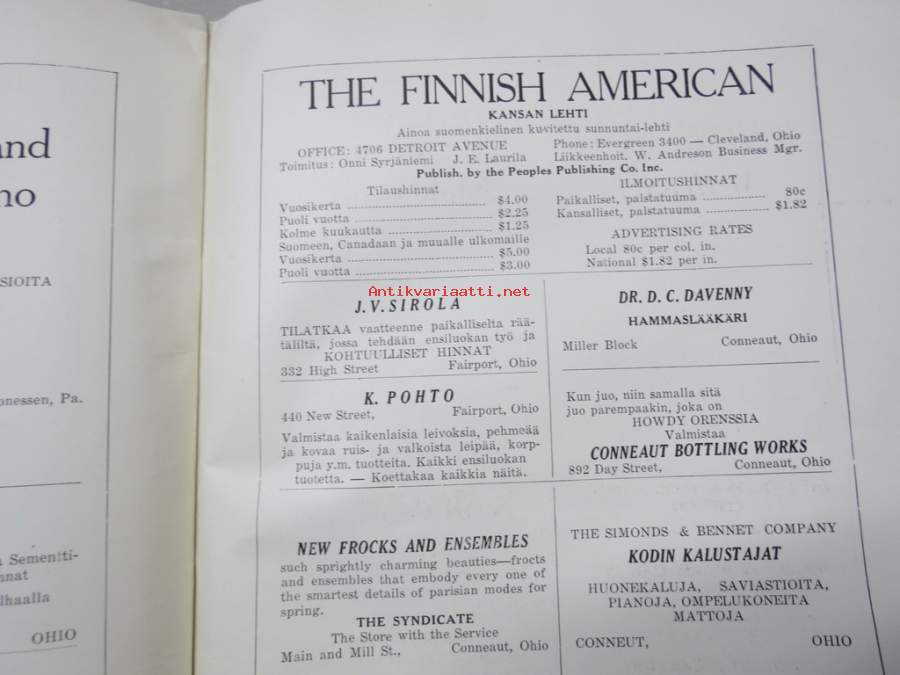 and
no
SIOITA
onessen, Pa.
Sementti-
nnat
lhaalla
OHIO
THE FINNISH AMERICAN
KANSAN LEHTI
Ainoa suomenkielinen kuvitettu sunnuntai-lehti
OFFICE: 4706 DETROIT AVENUE
Toimitus: Onni Syrjäniemi J. E. Laurila
Phone: Evergreen 3400 — Cleveland, Ohio
Liikkeenhoit. W. Andreson Business Mgr.
Publish. by the Peoples Publishing Co. Inc.
Tilaushinnat
Vuosikerta $4.00
Puoli vuotta $2.25
Kolme kuukautta $1.25
Suomeen, Canadaan ja muualle ulkomaille
Vuosikerta $5.00
Puoli vuotta $3.00
ILMOITUSHINNAT
Paikalliset, palstatuuma 80c
Kansalliset, palstatuuma $1.82
ADVERTISING RATES
Local 80c per col. in.
National $1.82 per in.
Antikvariaatti.net
J. V. SIROLA
TILATKAA vaatteenne paikalliselta rää-
täliltä, jossa tehdään ensiluokan työ ja
KOHTUULLISET HINNAT
332 High Street Fairport, Ohio
DR. D. C. DAVENNY
HAMMASLÄÄKÄRI
Miller Block Conneaut, Ohio
K. POHTO
440 New Street, Fairport, Ohio
Valmistaa kaikenlaisia leivoksia, pehmeää
ja kovaa ruis- ja valkoista leipää, korp-
puja y.m. tuotteita. Kaikki ensiluokan
tuotetta. — Koettakaa kaikkia näitä.
Kun juo, niin samalla sitä
juo parempaakin, joka on
HOWDY ORENSSIA
Valmistaa
CONNEAUT BOTTLING WORKS
892 Day Street, Conneaut, Ohio
NEW FROCKS AND ENSEMBLES
such sprightly charming beauties—frocts
and ensembles that embody every one of
the smartest details of parisian modes for
spring.
THE SYNDICATE
The Store with the Service
Main and Mill St., Conneaut, Ohio
THE SIMONDS & BENNET COMPANY
KODIN KALUSTAJAT
HUONEKALUJA, SAVIASTIOITA,
PIANOJA, OMPELUKONEITA
MATTOJA
CONNEUT, OHIO